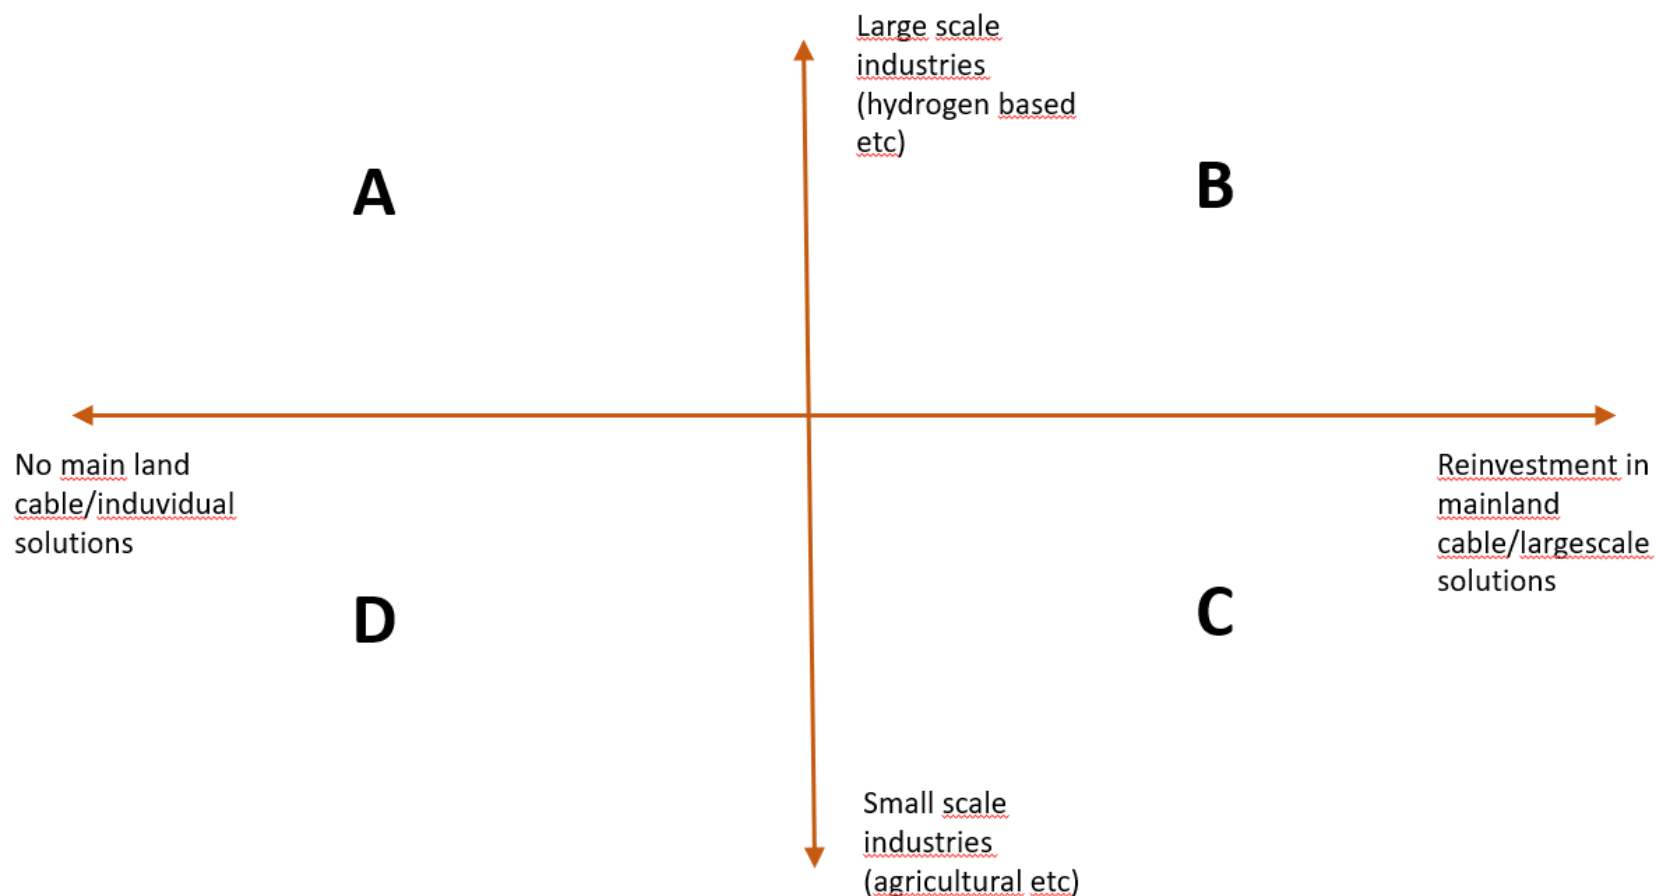 Large scale
industries
(hydrogen based
etc)
A
B
No main land
cable/induvidual
solutions
Reinvestment in
mainland
cable/largescale
solutions
D
C
Small scale
industries
(agricultural etc)